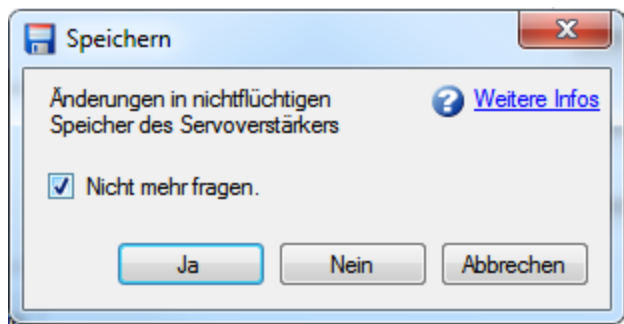 Speichern
Änderungen in nichtflüchtigen
Speicher des Servoverstärkers
Weitere Infos
Nicht mehr fragen.
Ja
Nein
Abbrechen